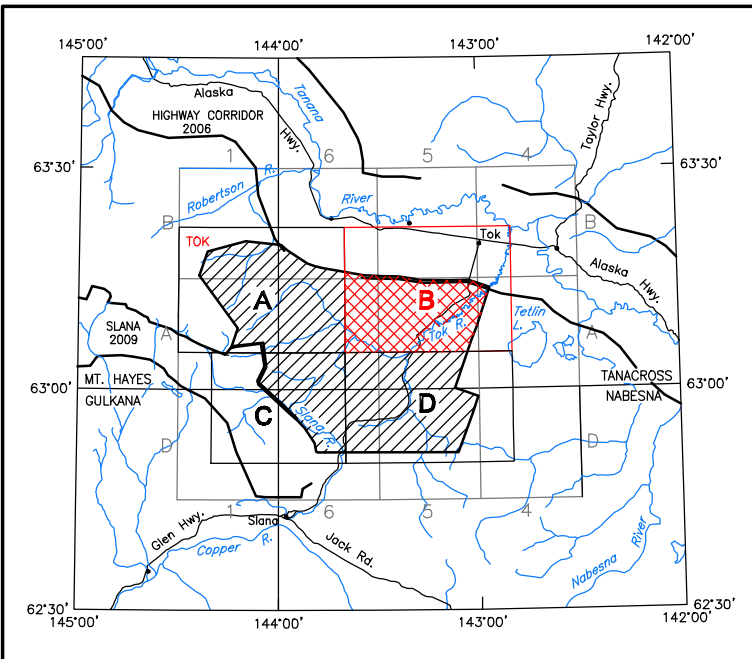 145°00'
144°00'
143°00'
142°00'
Alaska
Hwy.
HIGHWAY CORRIDOR
2006
Tanana
Taylor Hwy.
63°30'
63°30'
1
6
5
4
Robertson
R.
River
B
B
TOK
Tok
Alaska
Hwy.
A
B
SLANA
2009
Tok R.
Tetlin
L.
A
A
MT. HAYES
GULKANA
63°00'
TANACROSS
NABESNA
C
D
Slana R.
D
D
1
6
5
4
Glen Hwy.
Slana
Copper
R.
Jack Rd.
Nabesna
River
62°30'
62°30'
145°00'
144°00'
143°00'
142°00'
63°00'